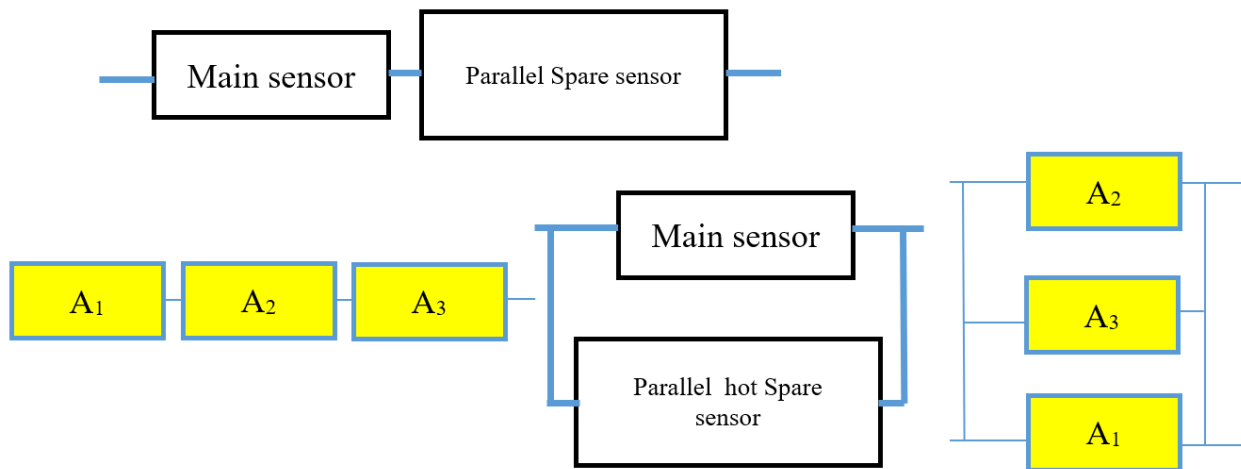 Main sensor
Parallel Spare sensor
A₁
A₂
A₃
Main sensor
Parallel hot Spare
sensor
A₂
A₃
A₁